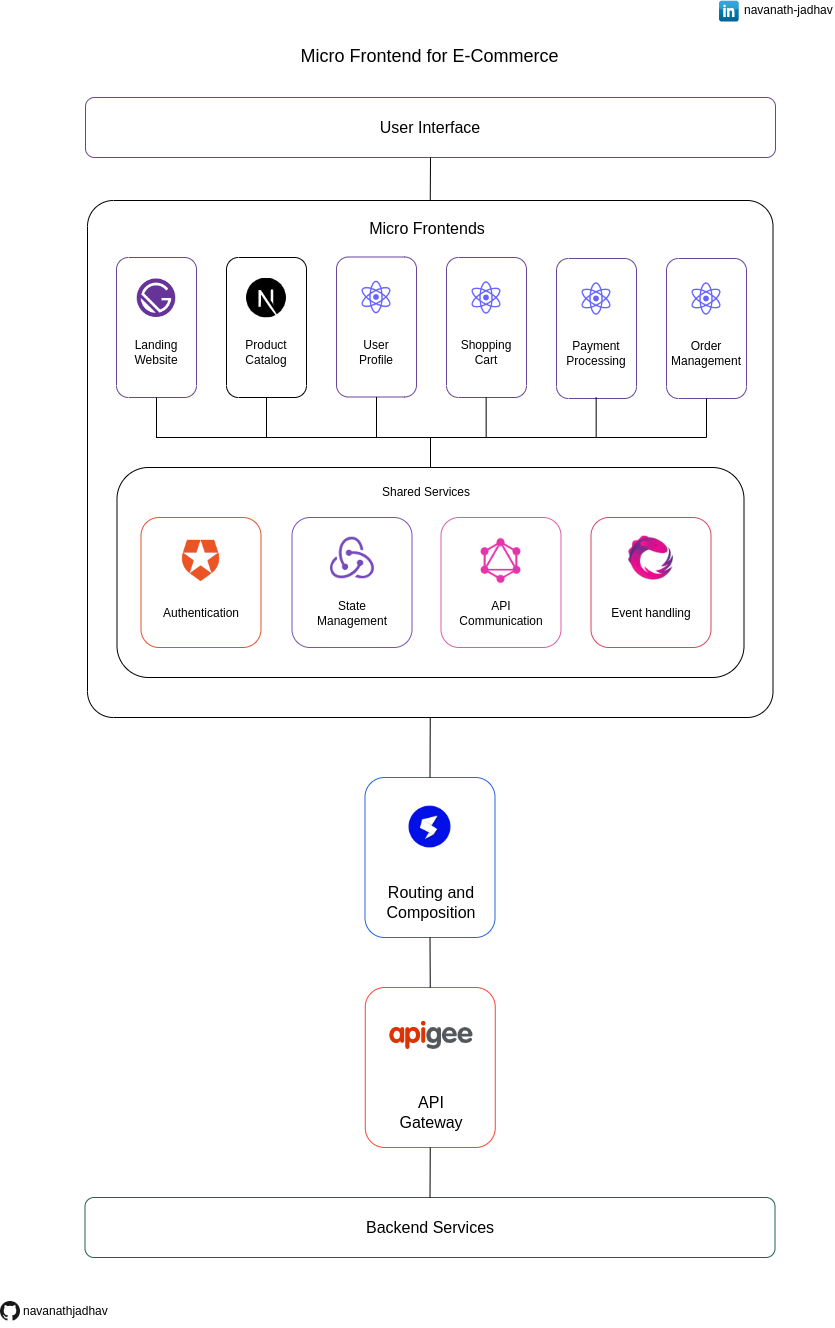 in navanath-jadhav
Micro Frontend for E-Commerce
User Interface
Micro Frontends
Landing
Website
Product
Catalog
User
Profile
Shopping
Cart
Payment
Processing
Order
Management
Shared Services
Authentication
State
Management
API
Communication
Event handling
Routing and
Composition
apigee
API
Gateway
Backend Services
navanathjadhav